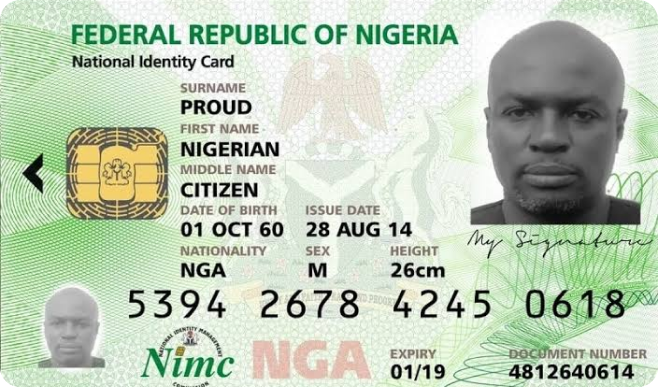 FEDERAL REPUBLIC OF NIGERIA
National Identity Card
SURNAME
PROUD
FIRST NAME
NIGERIAN
MIDDLE NAME
CITIZEN
DATE OF BIRTH ISSUE DATE
01 OCT 60 28 AUG 14
NATIONALITY SEX HEIGHT
NGA M 26cm
My Signature
5394 2678 4245 0618
NATIONAL IDENTITY MANAGEMENT
Nimc
COMMISSION
NGA
EXPIRY DOCUMENT NUMBER
01/19 4812640614